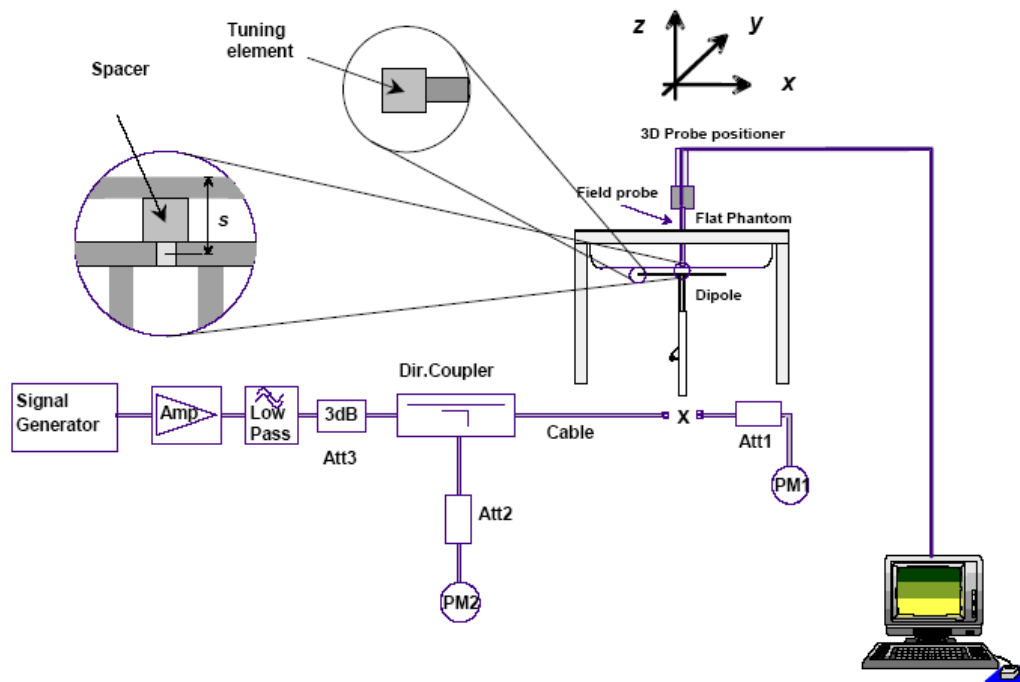 Tuning
element
z
y
x
Spacer
3D Probe positioner
Field probe
Flat Phantom
s
Dipole
Dir.Coupler
Signal
Generator
Amp
Low
Pass
3dB
Att3
Cable
X
Att1
PM1
Att2
PM2